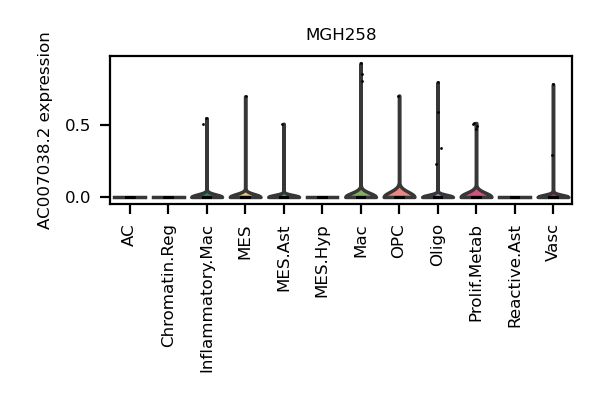 MGH258
AC007038.2 expression
0.5
0.0
AC
Chromatin.Reg
Inflammatory.Mac
MES
MES.Ast
MES.Hyp
Mac
OPC
Oligo
Prolif.Metab
Reactive.Ast
Vasc